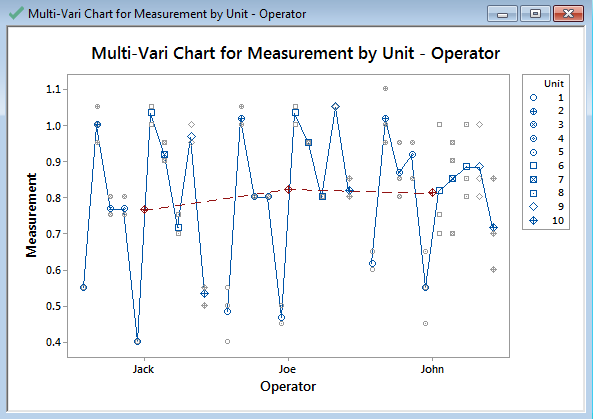 Multi-Vari Chart for Measurement by Unit - Operator
Multi-Vari Chart for Measurement by Unit - Operator
Measurement
1.1
1.0
0.9
0.8
0.7
0.6
0.5
0.4
Jack
Joe
John
Operator
Unit
1
2
3
4
5
6
7
8
9
10